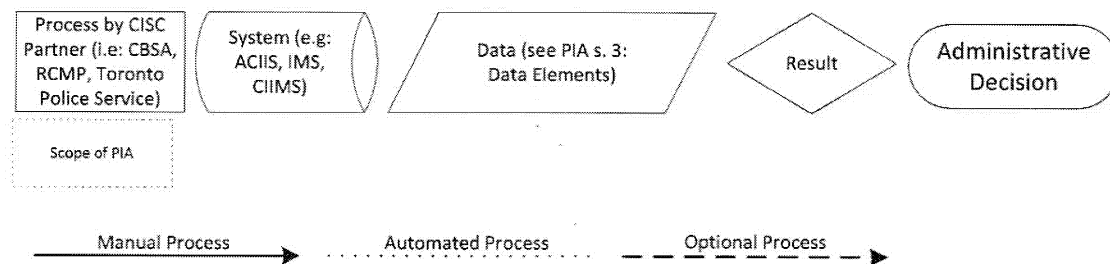 Process by CISC
Partner (i.e: CBSA,
RCMP, Toronto
Police Service)
System (e.g:
ACIIS, IMS,
CIIMS)
Data (see PIA s. 3:
Data Elements)
Result
Administrative
Decision
Scope of PIA
Manual Process
Automated Process
Optional Process